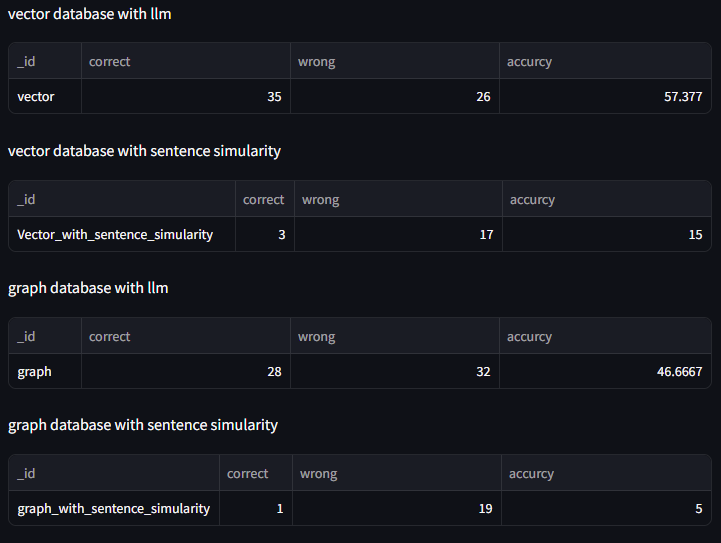 vector database with llm
_id correct wrong accurcy
vector 35 26 57.377
vector database with sentence simularity
_id correct wrong accurcy
Vector_with_sentence_simularity 3 17 15
graph database with llm
_id correct wrong accurcy
graph 28 32 46.6667
graph database with sentence simularity
_id correct wrong accurcy
graph_with_sentence_simularity 1 19 5